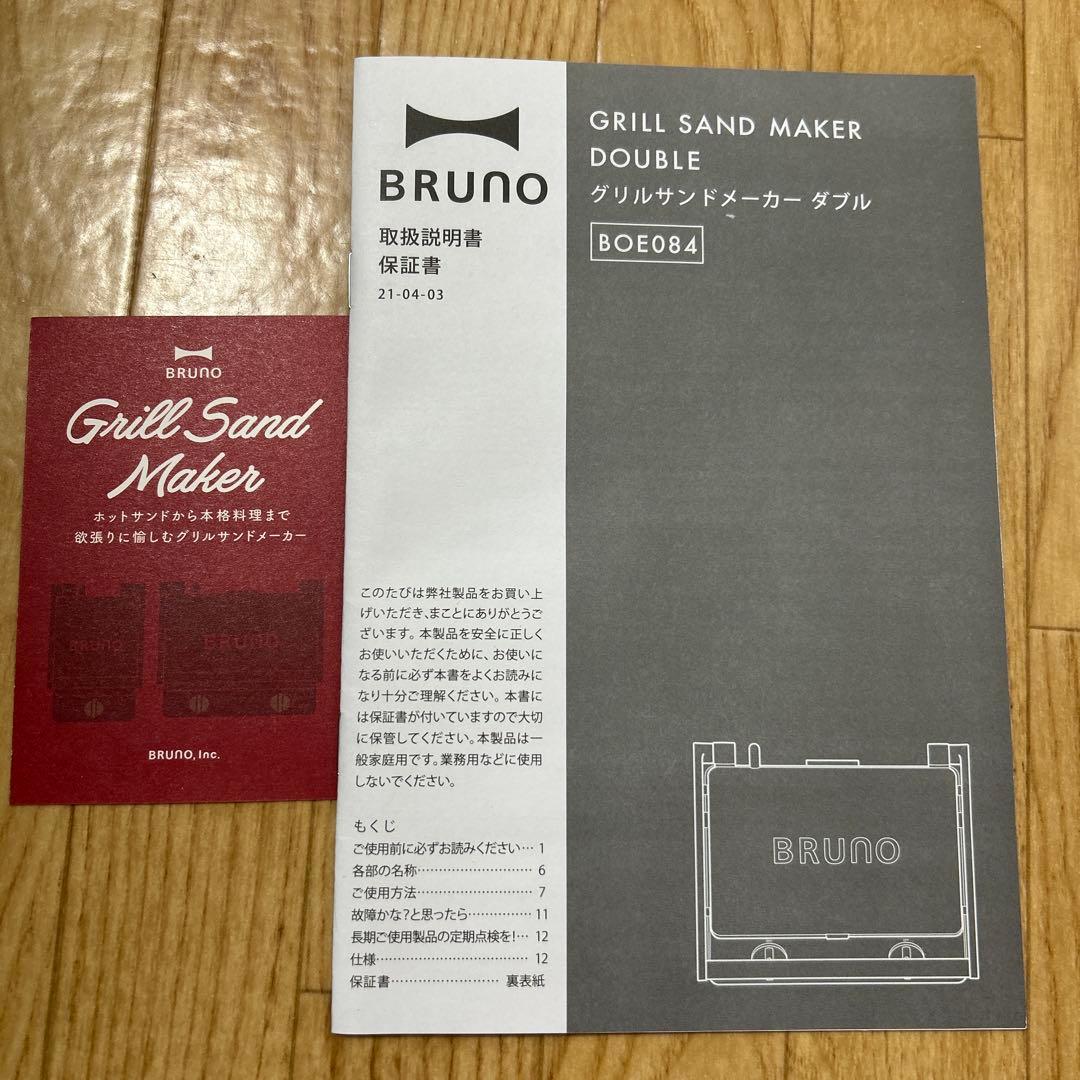 BRUNO
Grill Sand
Maker
ホットサンドから本格料理まで
欲張りに愉しむグリルサンドメーカー
BRUNO
BRUNO
BRUNO, Inc.
BRUNO
取扱説明書
保証書
21-04-03
このたびは弊社製品をお買い上
げいただき、まことにありがとうご
ざいます。本製品を安全に正しく
お使いいただくために、お使いに
なる前に必ず本書をよくお読みに
なり十分ご理解ください。本書に
は保証書が付いていますので大切
に保管してください。本製品は一
般家庭用です。業務用などに使用
しないでください。
もくじ
ご使用前に必ずお読みください… 1
各部の名称……………………… 6
ご使用方法……………………… 7
故障かな?と思ったら…………… 11
長期ご使用製品の定期点検を!… 12
仕様……………………………… 12
保証書…………………… 裏表紙
GRILL SAND MAKER
DOUBLE
グリルサンドメーカー ダブル
BOE084
BRUNO